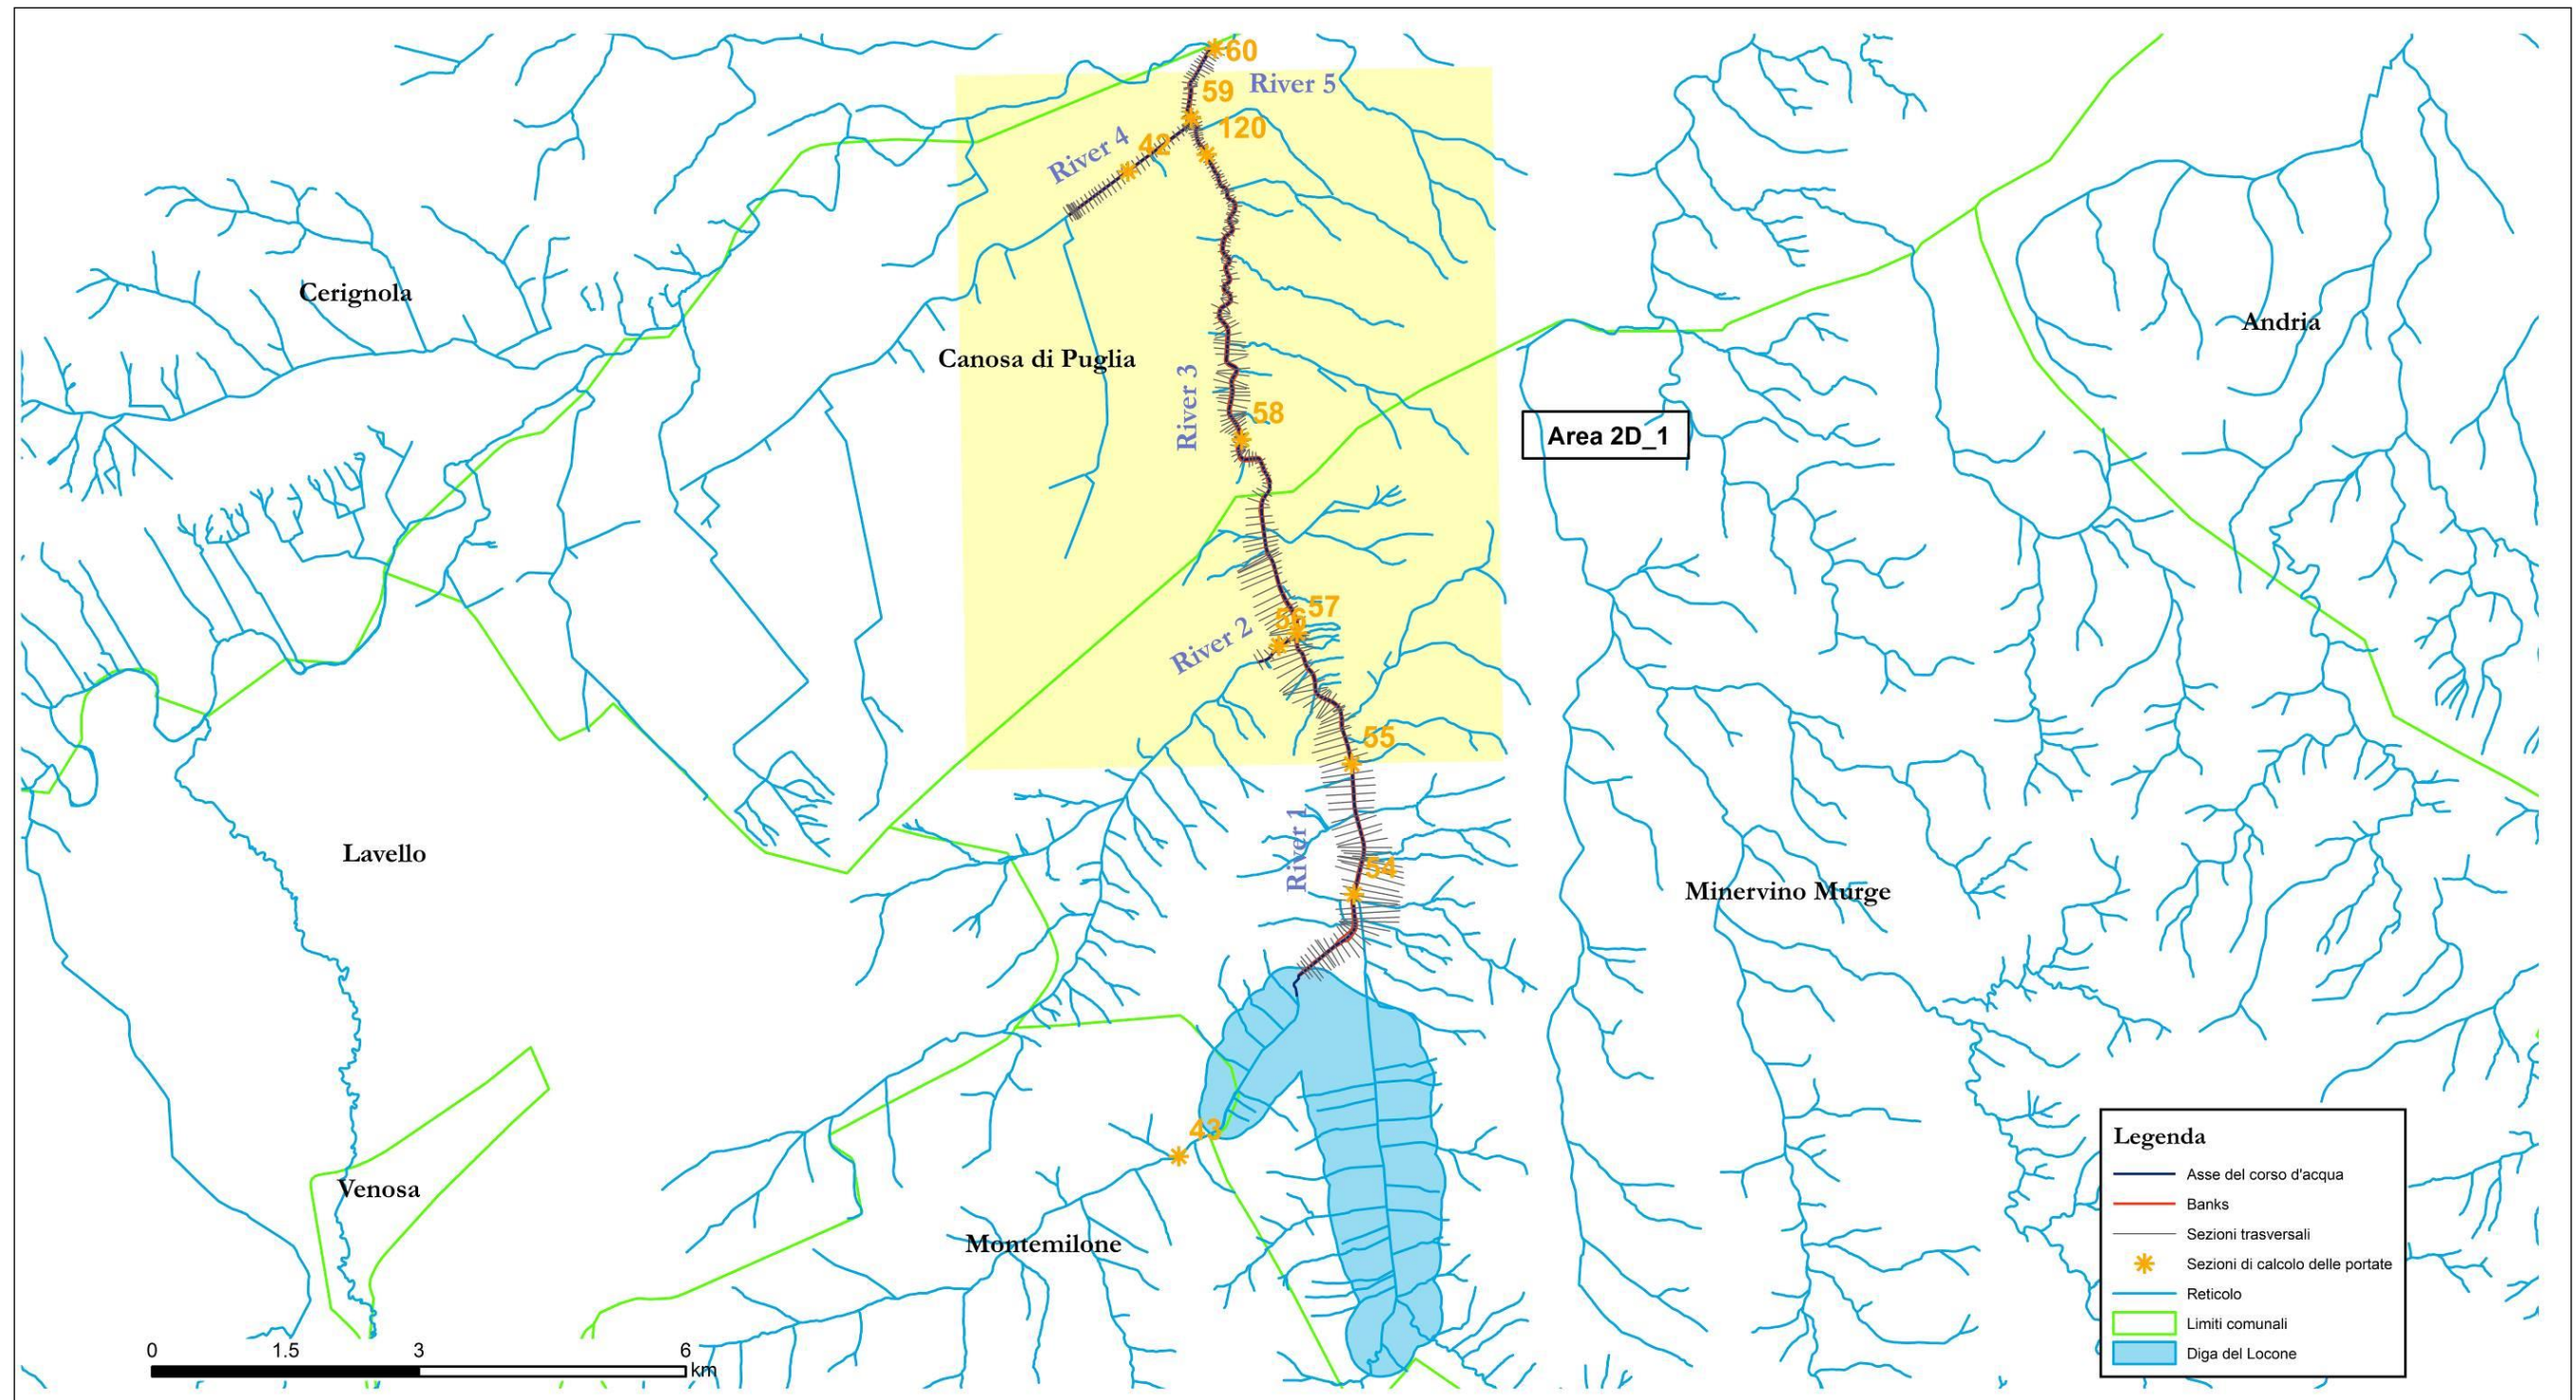 60
59
River 5
120
42
River 4
Cerignola
Andria
Canosa di Puglia
River 3
58
Area 2D_1
57
56
River 2
55
River 1
54
Lavello
Minervino Murge
43
Venosa
Montemilone
Legenda
Asse del corso d'acqua
Banks
Sezioni trasversali
Sezioni di calcolo delle portate
Reticolo
Limiti comunali
Diga del Locone
0 1.5 3 6
km